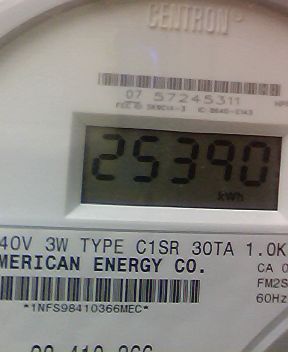 CENTRON®
07 57245311
25390
kWh
40V 3W TYPE C1SR 30TA 1.0K
MERICAN ENERGY CO.
CA 0
FM2S
60Hz
*1NFS98410366MEC*